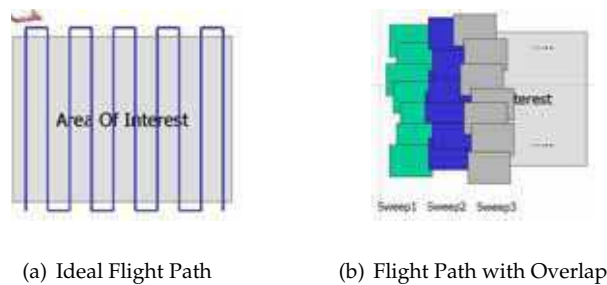 Area Of Interest
.....
terest
.....
Sweep1 Sweep2 Sweep3
(a) Ideal Flight Path
(b) Flight Path with Overlap